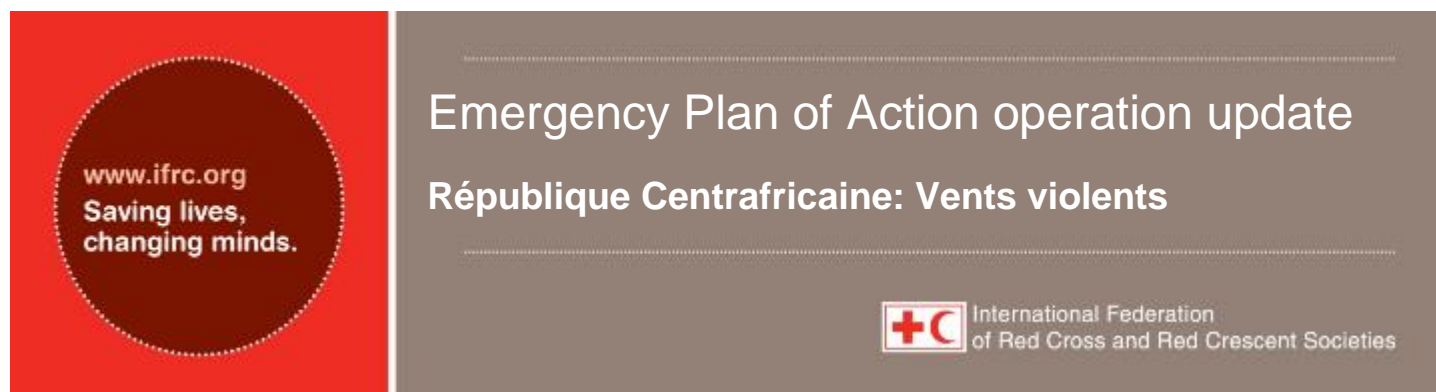 www.ifrc.org
Saving lives,
changing minds.
Emergency Plan of Action operation update
République Centrafricaine: Vents violents
International Federation
of Red Cross and Red Crescent Societies